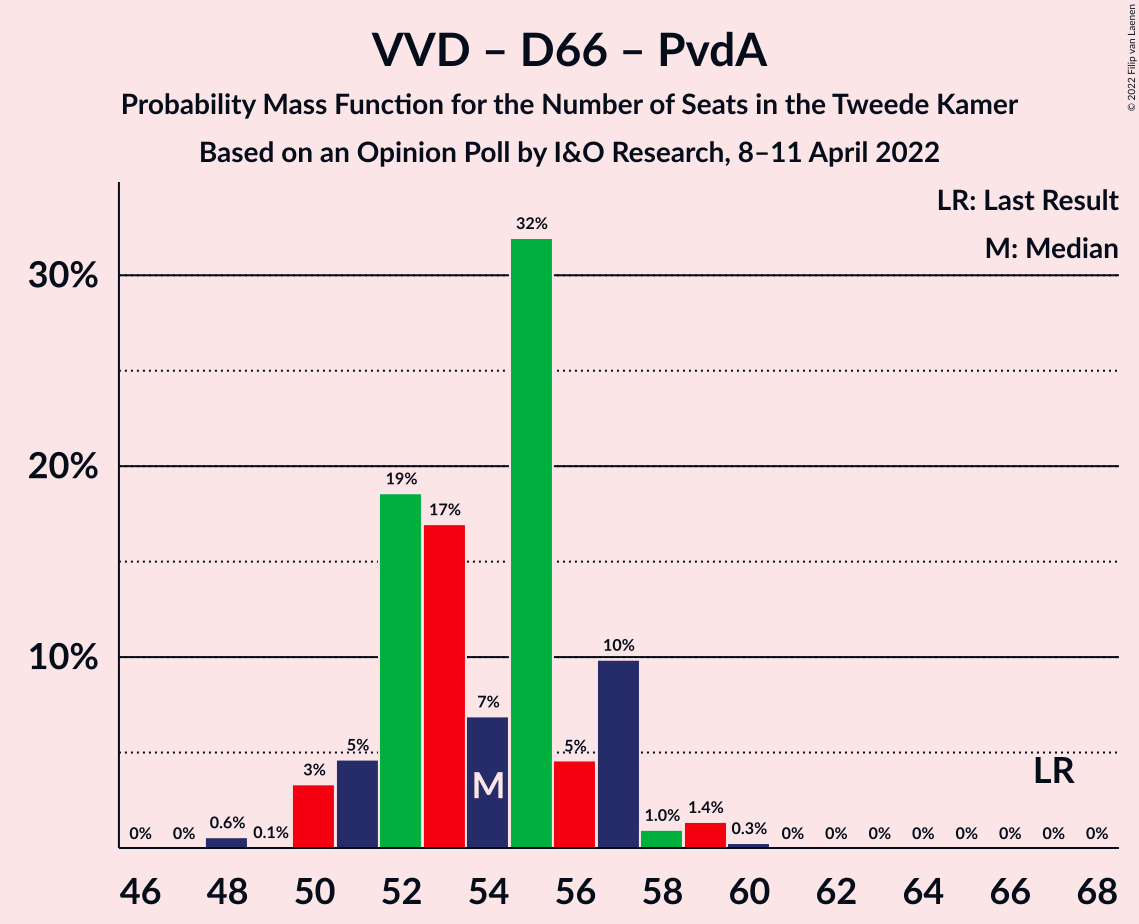 VVD – D66 – PvdA
Probability Mass Function for the Number of Seats in the Tweede Kamer
Based on an Opinion Poll by I&O Research, 8–11 April 2022
© 2022 Filip van Laenen
LR: Last Result
M: Median
30%
20%
10%
0% 0% 0.6% 0.1% 3% 5% 19% 17% 7% 32% 5% 10% 1.0% 1.4% 0.3% 0% 0% 0% 0% 0% 0% 0% 0%
M
LR
46 48 50 52 54 56 58 60 62 64 66 68